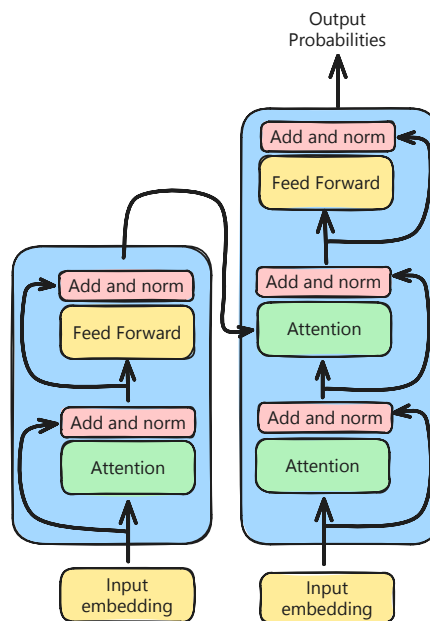 Output
Probabilities
Add and norm
Feed Forward
Add and norm
Attention
Add and norm
Attention
Input
embedding
Add and norm
Feed Forward
Add and norm
Attention
Input
embedding